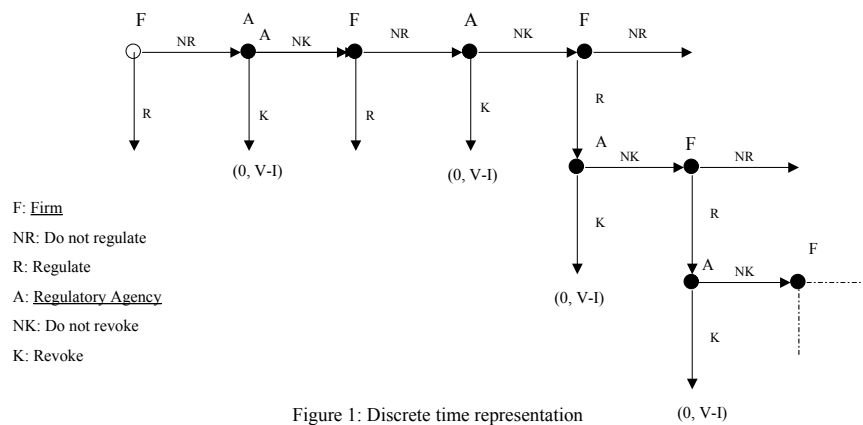 F A F A F
A
NR NK NR NK NR
R K R K R
(0, V-I) (0, V-I)
A F
NK NR
K R
F: Firm
NR: Do not regulate
R: Regulate
A: Regulatory Agency
NK: Do not revoke
K: Revoke
F
A
NK
(0, V-I)
K
(0, V-I)
Figure 1: Discrete time representation